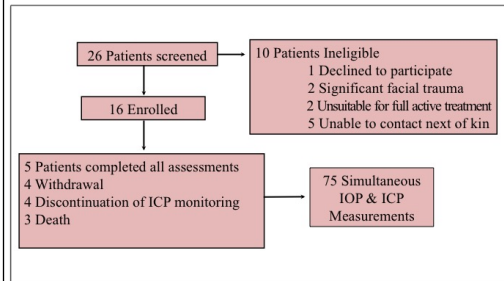 26 Patients screened
10 Patients Ineligible
1 Declined to participate
2 Significant facial trauma
2 Unsuitable for full active treatment
5 Unable to contact next of kin
16 Enrolled
5 Patients completed all assessments
4 Withdrawal
4 Discontinuation of ICP monitoring
3 Death
75 Simultaneous
IOP & ICP
Measurements